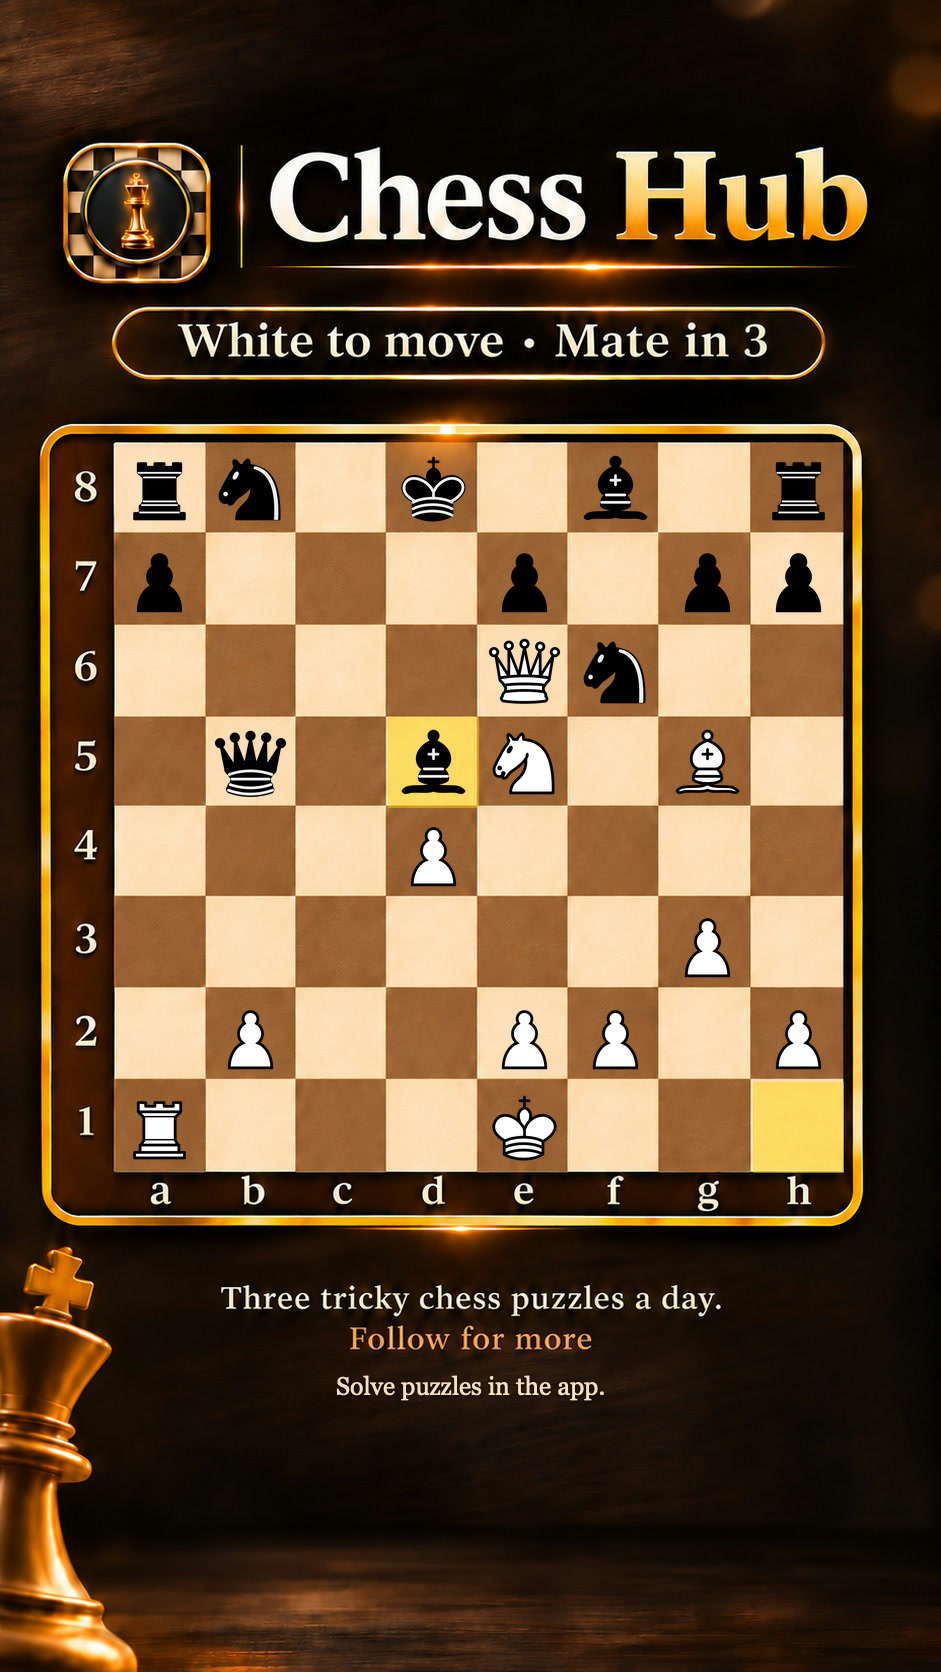 Chess Hub
White to move • Mate in 3
8
7
6
5
4
3
2
1
a b c d e f g h
Three tricky chess puzzles a day.
Follow for more
Solve puzzles in the app.